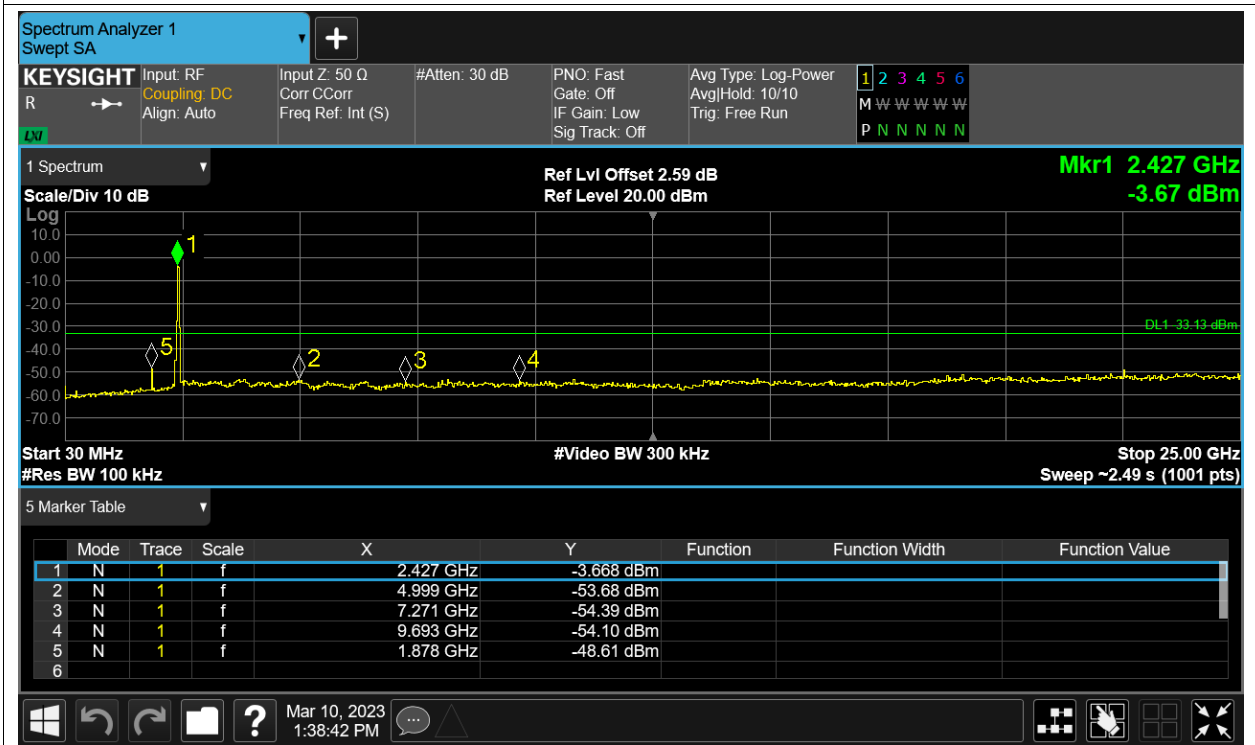 Spectrum Analyzer 1
Swept SA
KEYSIGHT
R
LXI
Input: RF
Coupling: DC
Align: Auto
Input Z: 50 Ω
Corr CCorr
Freq Ref: Int (S)
#Atten: 30 dB
PNO: Fast
Gate: Off
IF Gain: Low
Sig Track: Off
Avg Type: Log-Power
Avg|Hold: 10/10
Trig: Free Run
1 2 3 4 5 6
M W W W W W
P N N N N N
1 Spectrum
Scale/Div 10 dB
Ref Lvl Offset 2.59 dB
Ref Level 20.00 dBm
Mkr1 2.427 GHz
-3.67 dBm
Log
10.0
0.00
-10.0
-20.0
-30.0
-40.0
-50.0
-60.0
-70.0
1
5
2
3
4
DL1 -33.13 dBm
Start 30 MHz
#Res BW 100 kHz
#Video BW 300 kHz
Stop 25.00 GHz
Sweep ~2.49 s (1001 pts)
5 Marker Table
Mode Trace Scale X Y Function Function Width Function Value
1 N 1 f 2.427 GHz -3.668 dBm
2 N 1 f 4.999 GHz -53.68 dBm
3 N 1 f 7.271 GHz -54.39 dBm
4 N 1 f 9.693 GHz -54.10 dBm
5 N 1 f 1.878 GHz -48.61 dBm
6
?
Mar 10, 2023
1:38:42 PM